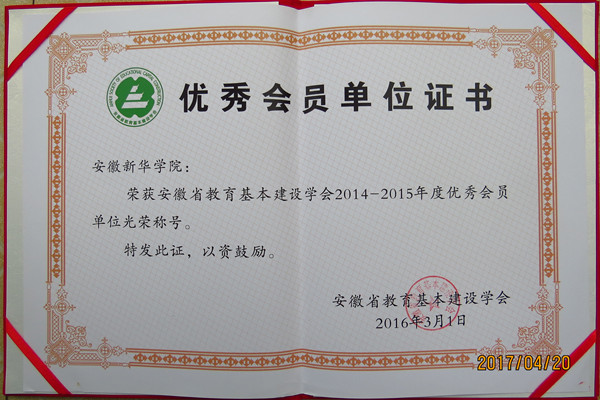 优秀会员单位证书
安徽新华学院：
荣获安徽省教育基本建设学会2014-2015年度优秀会员
单位光荣称号。
特发此证，以资鼓励。
安徽省教育基本建设学会
2016年3月1日
2017/04/20